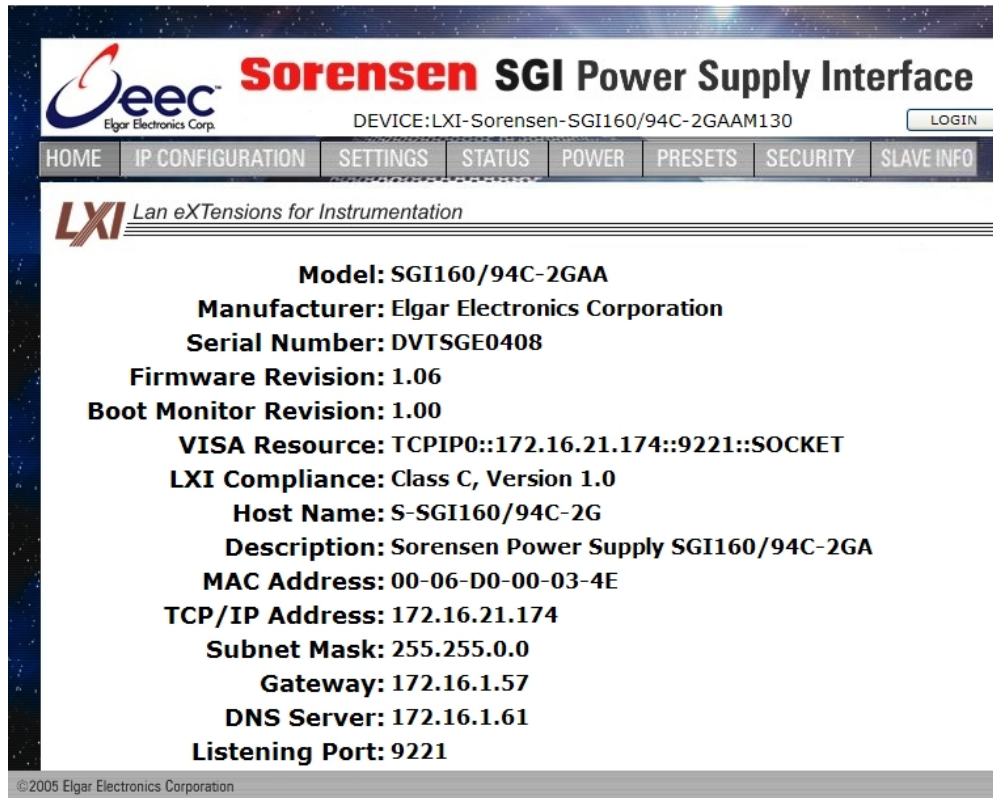 eec™
Elgar Electronics Corp.
Sorensen SGI Power Supply Interface
DEVICE:LXI-Sorensen-SGI160/94C-2GAAM130
LOGIN
HOME IP CONFIGURATION SETTINGS STATUS POWER PRESETS SECURITY SLAVE INFO
LXI Lan eXTensions for Instrumentation
Model: SGI160/94C-2GAA
Manufacturer: Elgar Electronics Corporation
Serial Number: DVTSGE0408
Firmware Revision: 1.06
Boot Monitor Revision: 1.00
VISA Resource: TCPIP0::172.16.21.174::9221::SOCKET
LXI Compliance: Class C, Version 1.0
Host Name: S-SGI160/94C-2G
Description: Sorensen Power Supply SGI160/94C-2GA
MAC Address: 00-06-D0-00-03-4E
TCP/IP Address: 172.16.21.174
Subnet Mask: 255.255.0.0
Gateway: 172.16.1.57
DNS Server: 172.16.1.61
Listening Port: 9221
©2005 Elgar Electronics Corporation